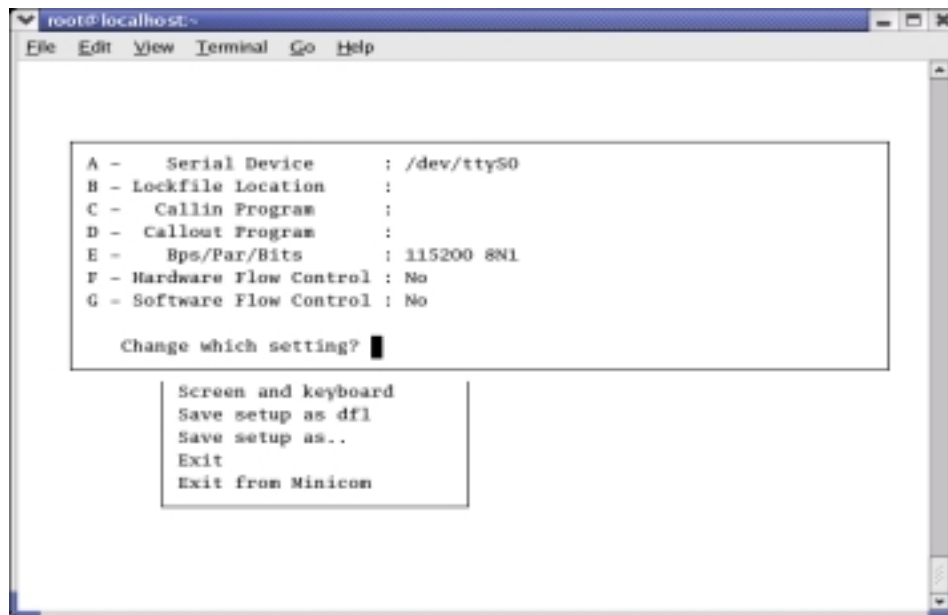 root@localhost:~
File Edit View Terminal Go Help
A - Serial Device : /dev/ttyS0
B - Lockfile Location :
C - Callin Program :
D - Callout Program :
E - Bps/Par/Bits : 115200 8N1
F - Hardware Flow Control : No
G - Software Flow Control : No
Change which setting?
Screen and keyboard
Save setup as dfl
Save setup as..
Exit
Exit from Minicom